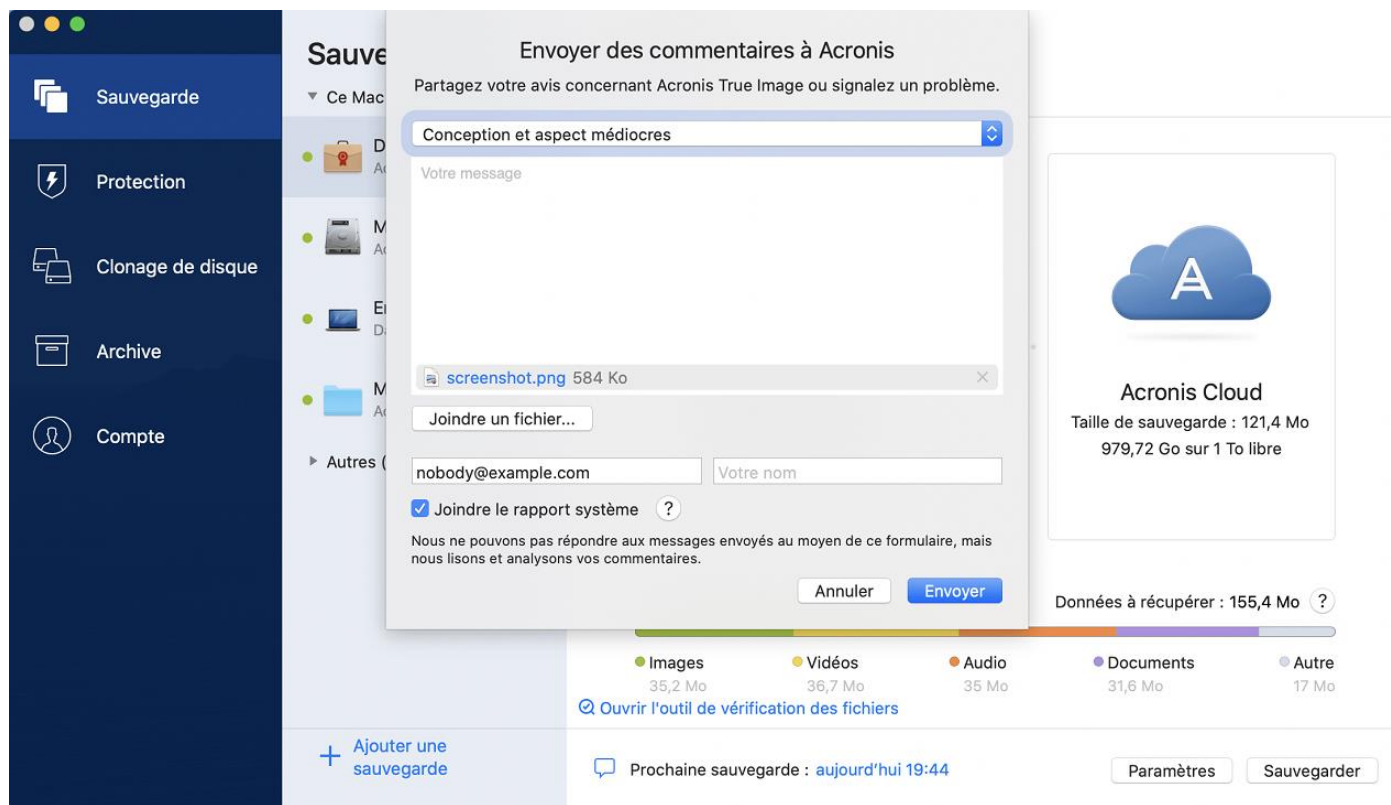 Sauvegarde
Protection
Clonage de disque
Archive
Compte
Ce Mac
Autres (
Ajouter une
sauvegarde
Envoyer des commentaires à Acronis
Partagez votre avis concernant Acronis True Image ou signalez un problème.
Conception et aspect médiocres
Votre message
screenshot.png 584 Ko
Joindre un fichier...
nobody@example.com
Votre nom
Joindre le rapport système ?
Nous ne pouvons pas répondre aux messages envoyés au moyen de ce formulaire, mais
nous lisons et analysons vos commentaires.
Annuler
Envoyer
A
Acronis Cloud
Taille de sauvegarde : 121,4 Mo
979,72 Go sur 1 To libre
Données à récupérer : 155,4 Mo ?
Images
35,2 Mo
Vidéos
36,7 Mo
Audio
35 Mo
Documents
31,6 Mo
Autre
17 Mo
Ouvrir l'outil de vérification des fichiers
Prochaine sauvegarde : aujourd'hui 19:44
Paramètres
Sauvegarder